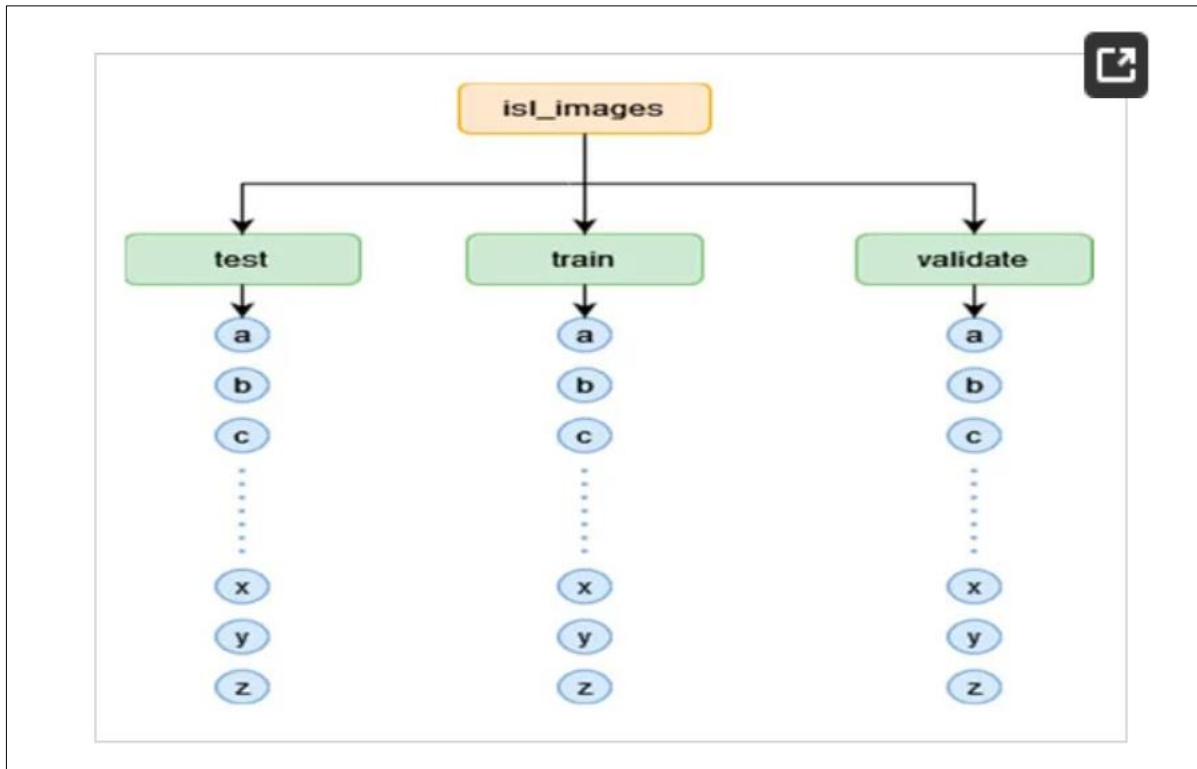 isl_images
test train validate
a a a
b b b
c c c
x x x
y y y
z z z